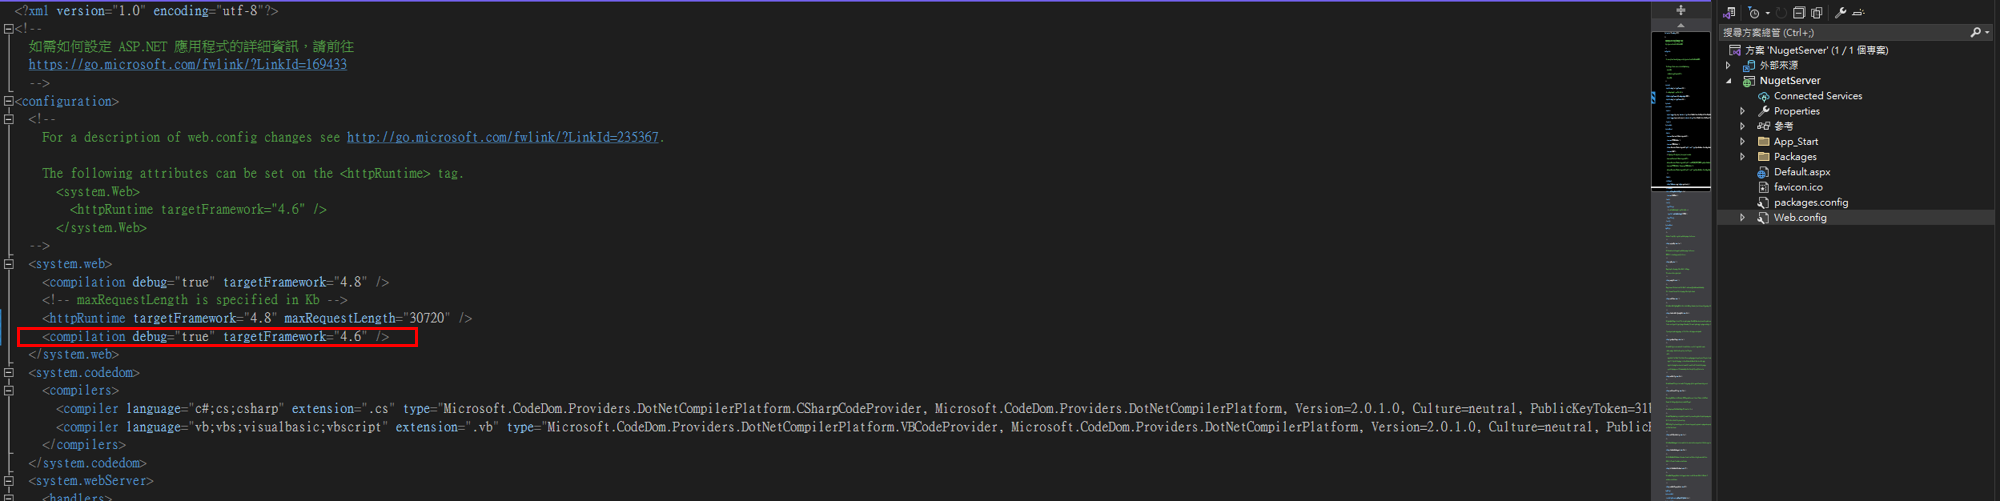 <?xml version="1.0" encoding="utf-8"?>
<!--
如需如何設定 ASP.NET 應用程式的詳細資訊，請前往
https://go.microsoft.com/fwlink/?LinkId=169433
-->
<configuration>
<!--
For a description of web.config changes see http://go.microsoft.com/fwlink/?LinkId=235367.
The following attributes can be set on the <httpRuntime> tag.
<system.Web>
<httpRuntime targetFramework="4.6" />
</system.Web>
-->
<system.web>
<compilation debug="true" targetFramework="4.8" />
<!-- maxRequestLength is specified in Kb -->
<httpRuntime targetFramework="4.8" maxRequestLength="30720" />
<compilation debug="true" targetFramework="4.6" />
</system.web>
<system.codedom>
<compilers>
<compiler language="c#;cs;csharp" extension=".cs" type="Microsoft.CodeDom.Providers.DotNetCompilerPlatform.CSharpCodeProvider, Microsoft.CodeDom.Providers.DotNetCompilerPlatform, Version=2.0.1.0, Culture=neutral, PublicKeyToken=31b
<compiler language="vb;vbs;visualbasic;vbscript" extension=".vb" type="Microsoft.CodeDom.Providers.DotNetCompilerPlatform.VBCodeProvider, Microsoft.CodeDom.Providers.DotNetCompilerPlatform, Version=2.0.1.0, Culture=neutral, Public
</compilers>
</system.codedom>
<system.webServer>
<handlers>
搜尋方案總管 (Ctrl+;)
方案 'NugetServer' (1 / 1 個專案)
外部來源
NugetServer
Connected Services
Properties
參考
App_Start
Packages
Default.aspx
favicon.ico
packages.config
Web.config